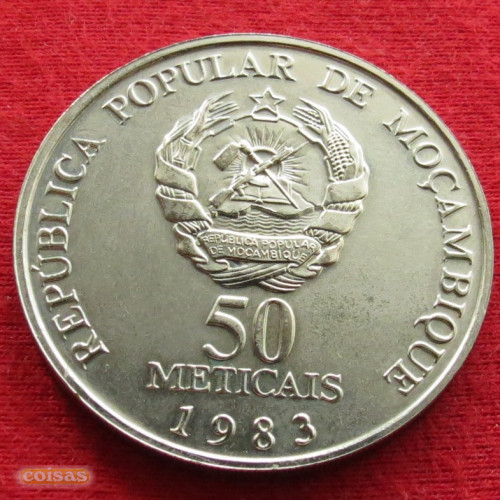 REPÚBLICA POPULAR DE MOÇAMBIQUE
REPÚBLICA POPULAR
DE MOÇAMBIQUE
50
METICAIS
1983
coisas